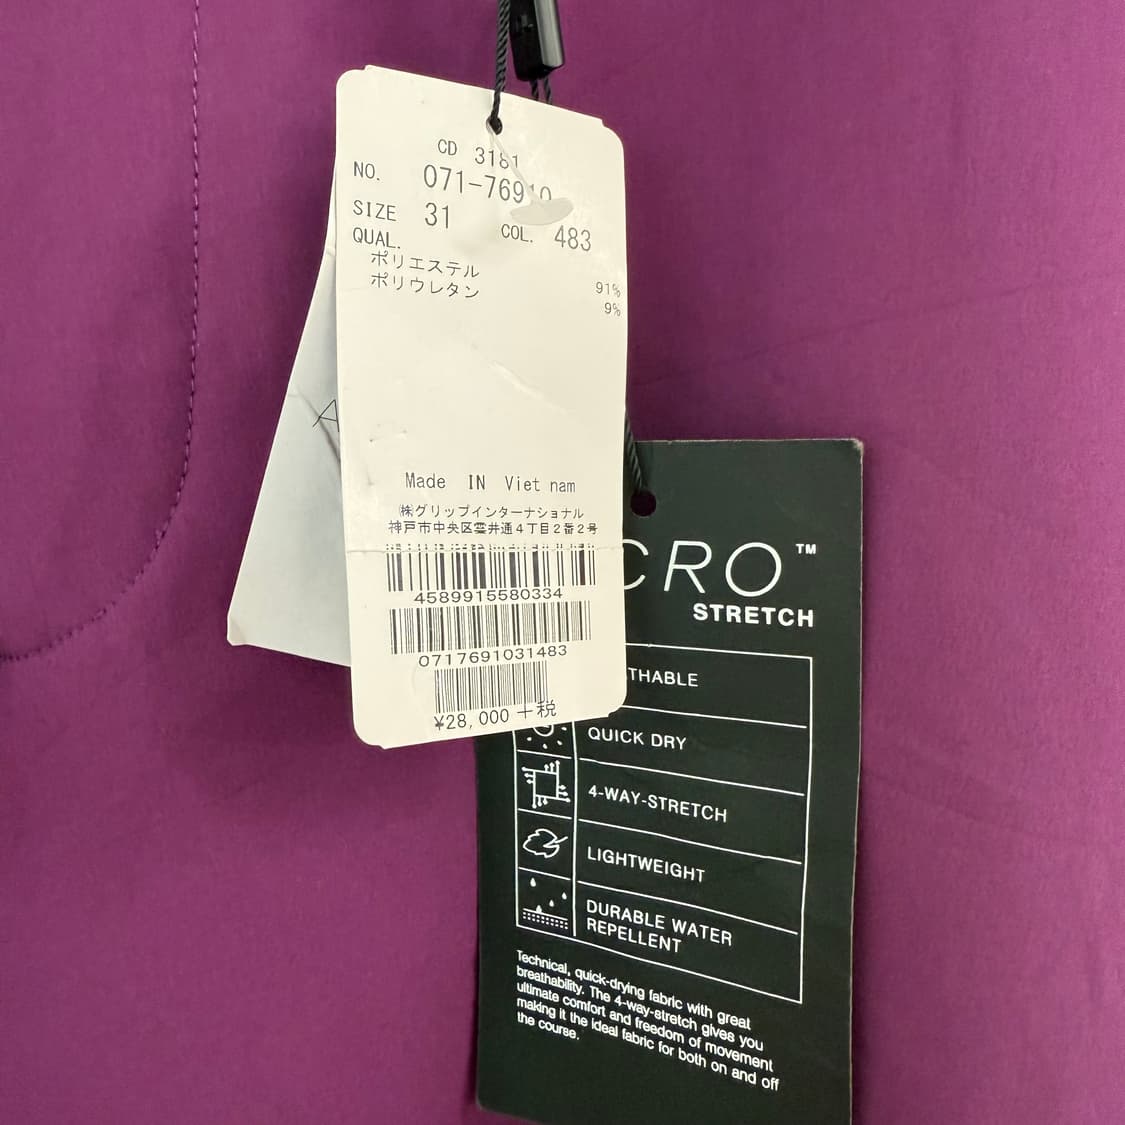 CD 3181
NO. 071-76910
SIZE 31
COL. 483
QUAL.
ポリエステル 91%
ポリウレタン 9%
Made IN Viet nam
㈱グリップインターナショナル
神戸市中央区雲井通4丁目2番2号
4589915580334
0717691031483
¥28,000+税
A
CRO™
STRETCH
THABLE
QUICK DRY
4-WAY-STRETCH
LIGHTWEIGHT
DURABLE WATER
REPELLENT
Technical, quick-drying fabric with great
breathability. The 4-way-stretch gives you
ultimate comfort and freedom of movement
making it the ideal fabric for both on and off
the course.